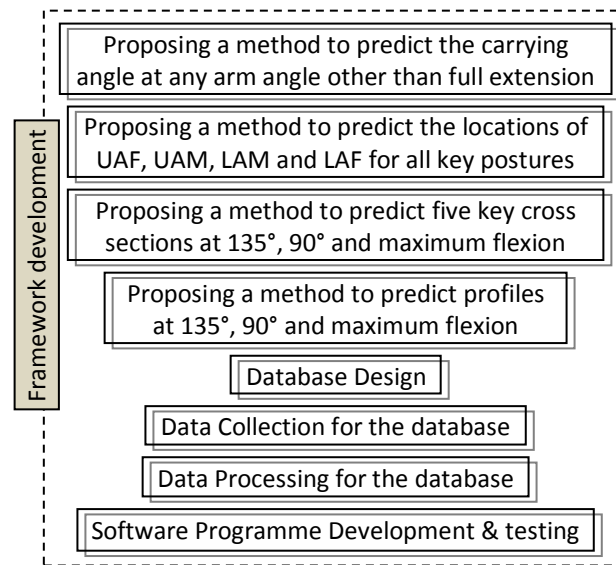 Framework development
Proposing a method to predict the carrying
angle at any arm angle other than full extension
Proposing a method to predict the locations of
UAF, UAM, LAM and LAF for all key postures
Proposing a method to predict five key cross
sections at 135°, 90° and maximum flexion
Proposing a method to predict profiles
at 135°, 90° and maximum flexion
Database Design
Data Collection for the database
Data Processing for the database
Software Programme Development & testing